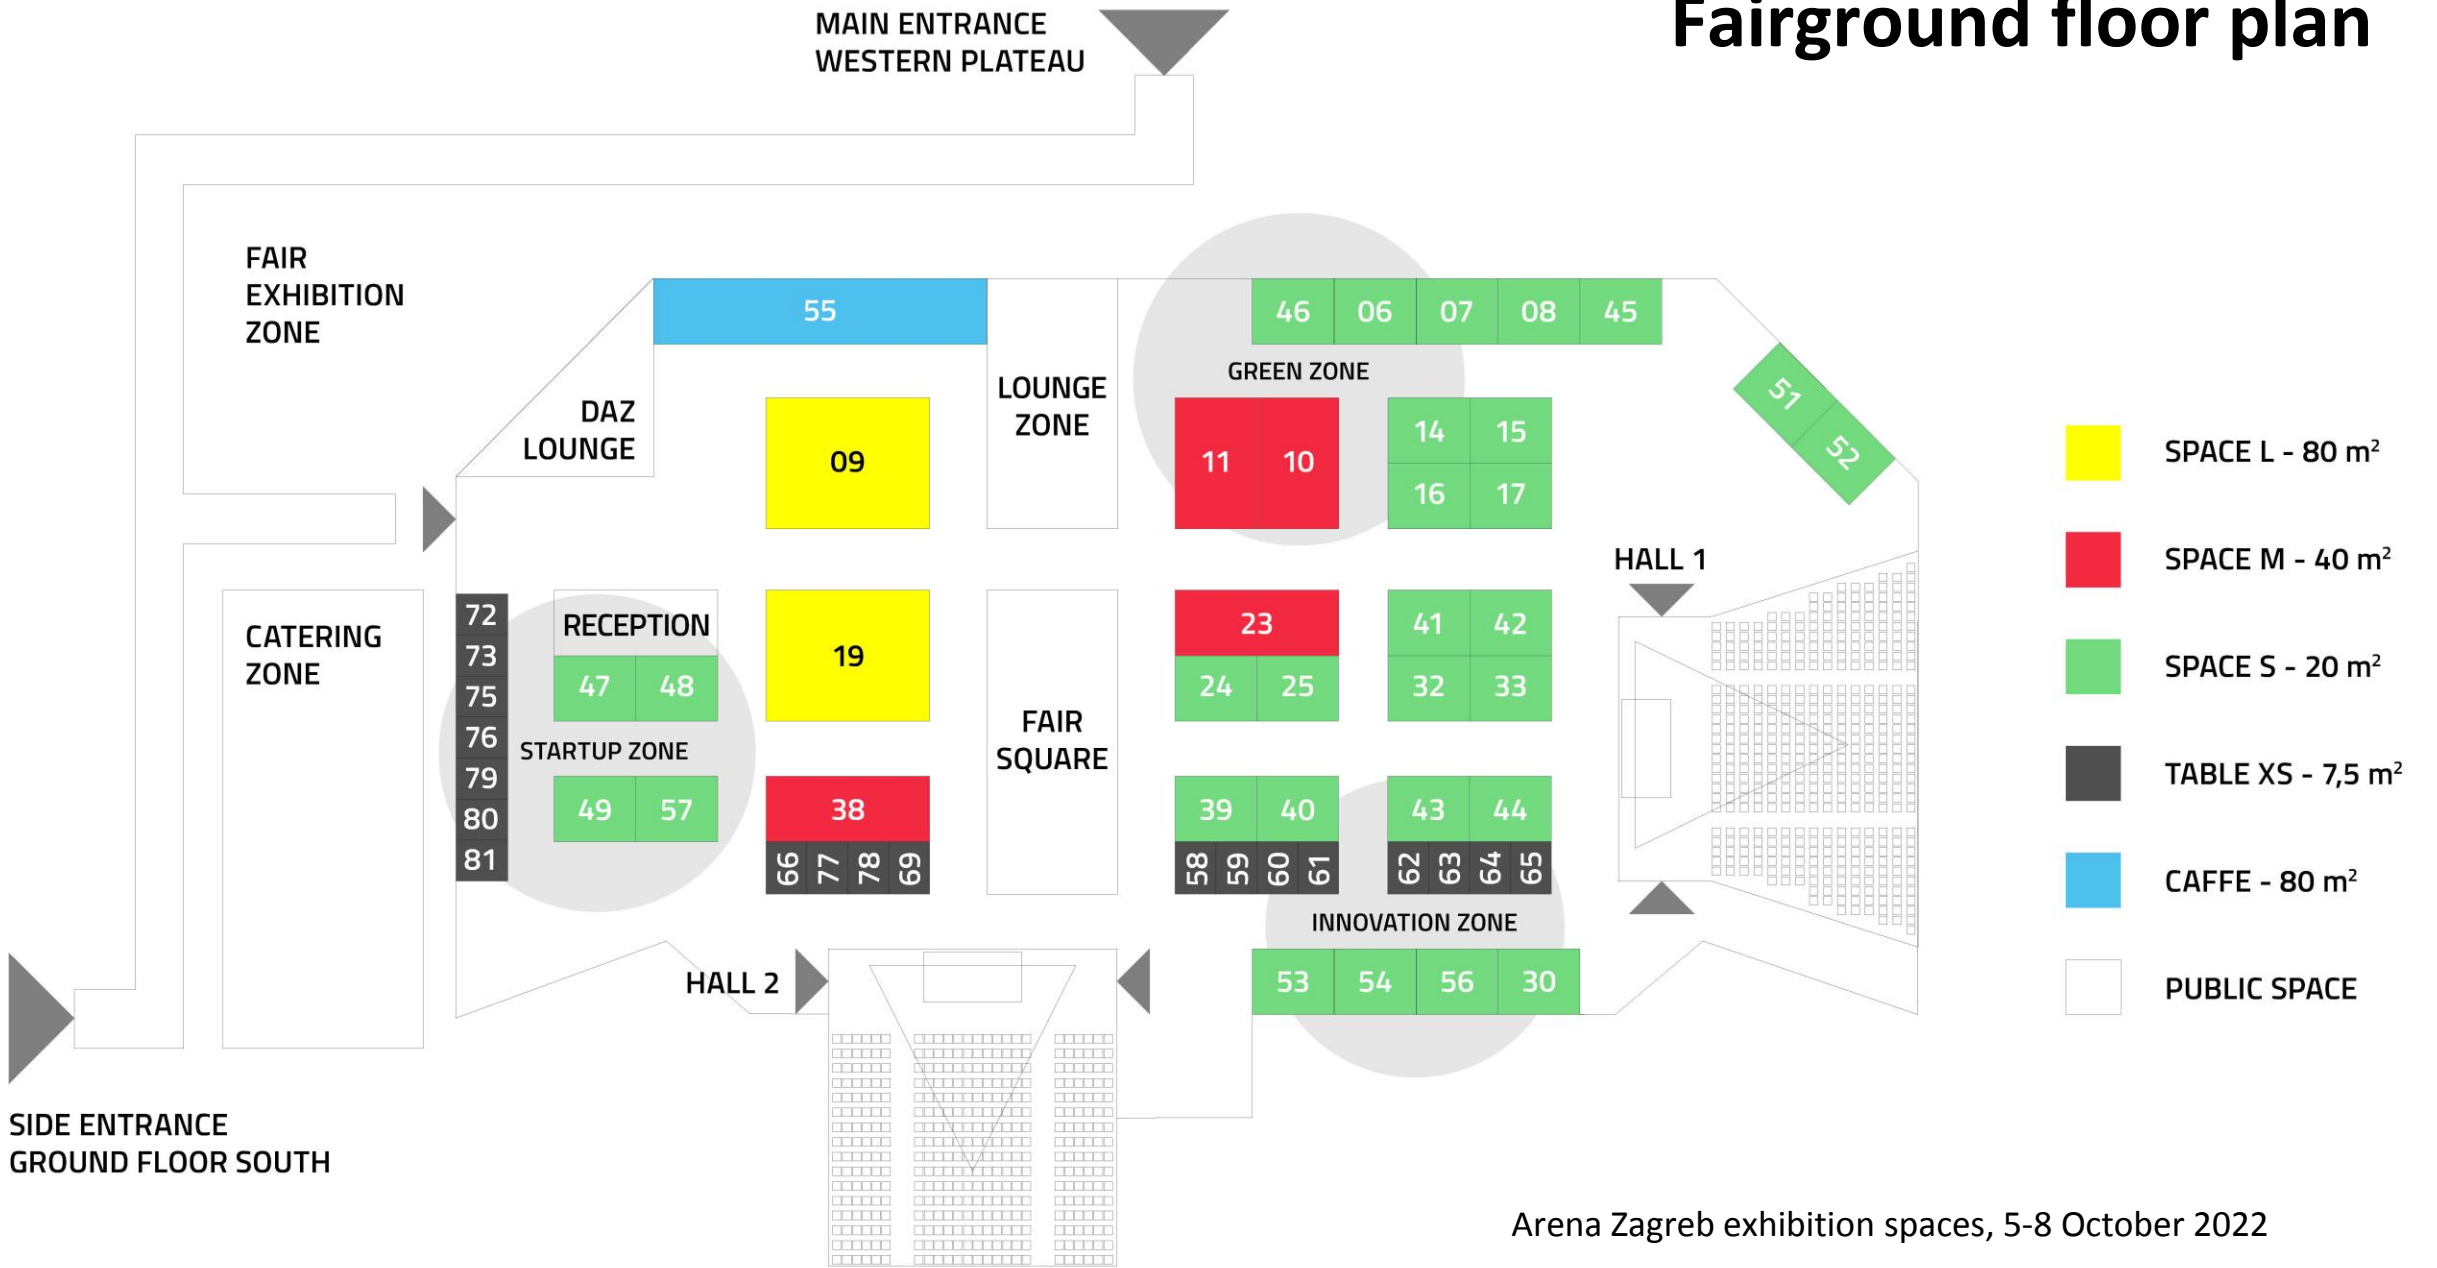 Fairground floor plan
MAIN ENTRANCE
WESTERN PLATEAU
FAIR
EXHIBITION
ZONE
55
46 06 07 08 45
GREEN ZONE
DAZ
LOUNGE
09
LOUNGE
ZONE
11 10
14 15
16 17
51
52
HALL 1
CATERING
ZONE
72
73
75
76
79
80
81
RECEPTION
47 48
STARTUP ZONE
49 57
19
38
66 77 78 69
FAIR
SQUARE
23
24 25
41 42
32 33
39 40
58 59 60 61
43 44
62 63 64 65
INNOVATION ZONE
53 54 56 30
HALL 2
SPACE L - 80 m²
SPACE M - 40 m²
SPACE S - 20 m²
TABLE XS - 7,5 m²
CAFFE - 80 m²
PUBLIC SPACE
SIDE ENTRANCE
GROUND FLOOR SOUTH
Arena Zagreb exhibition spaces, 5-8 October 2022